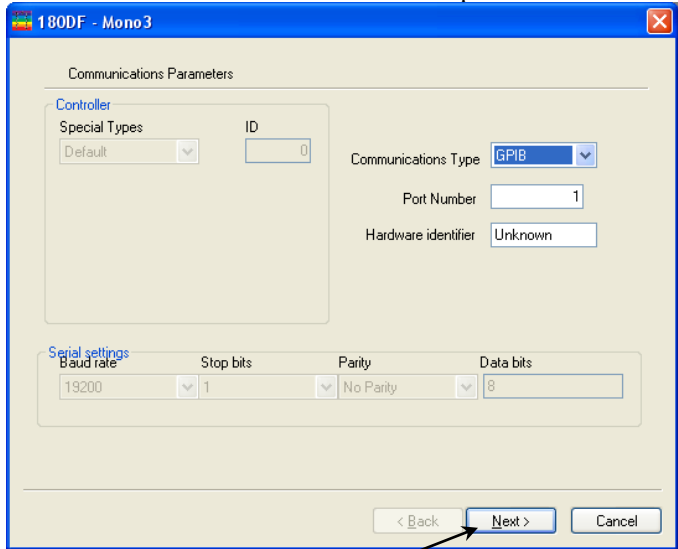 180DF - Mono3
Communications Parameters
Controller
Special Types ID
Default 0
Communications Type GPIB
Port Number 1
Hardware identifier Unknown
Serial settings
Baud rate Stop bits Parity Data bits
19200 1 No Parity 8
< Back Next > Cancel